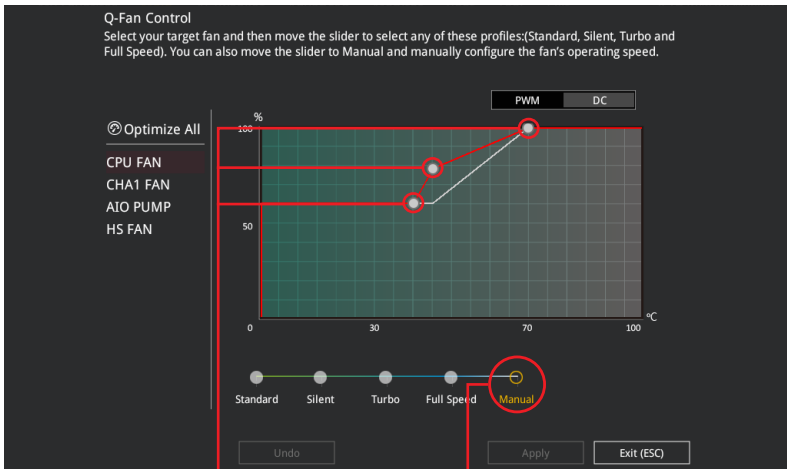 Q-Fan Control
Select your target fan and then move the slider to select any of these profiles:(Standard, Silent, Turbo and
Full Speed). You can also move the slider to Manual and manually configure the fan's operating speed.
PWM DC
Optimize All
CPU FAN
CHA1 FAN
AIO PUMP
HS FAN
%
100
50
0 30 70 100
ºC
Standard Silent Turbo Full Speed Manual
Undo Apply Exit (ESC)